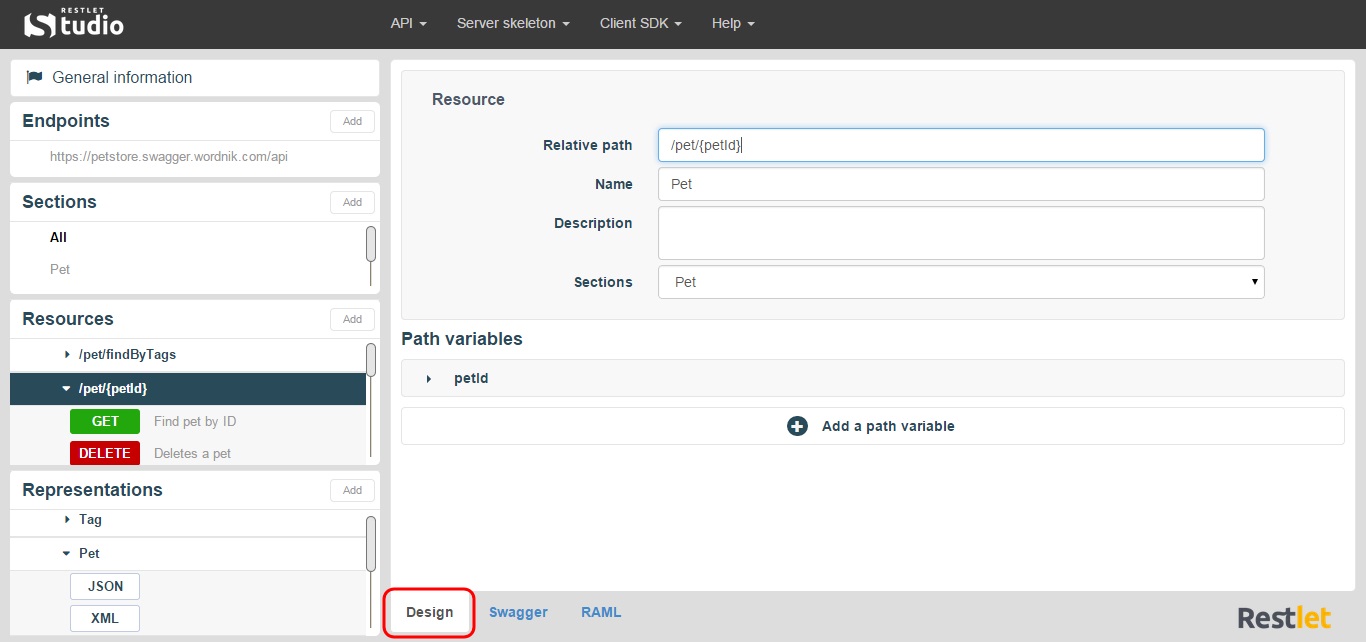 RESTLET
Studio
API
Server skeleton
Client SDK
Help
General information
Endpoints
Add
https://petstore.swagger.wordnik.com/api
Sections
Add
All
Pet
Resources
Add
/pet/findByTags
/pet/{petId}
GET Find pet by ID
DELETE Deletes a pet
Representations
Add
Tag
Pet
JSON
XML
Resource
Relative path /pet/{petId}
Name Pet
Description
Sections Pet
Path variables
petId
Add a path variable
Design
Swagger
RAML
Restlet